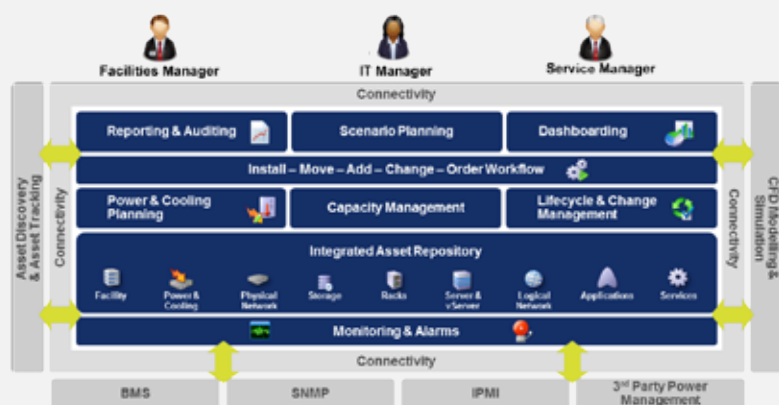 Facilities Manager
IT Manager
Service Manager
Connectivity
Reporting & Auditing
Scenario Planning
Dashboarding
Install – Move – Add – Change – Order Workflow
Power & Cooling
Planning
Capacity Management
Lifecycle & Change
Management
Integrated Asset Repository
Facility
Power &
Cooling
Physical
Network
Storage
Racks
Server &
vServer
Logical
Network
Applications
Services
Monitoring & Alarms
Connectivity
Asset Discovery
& Asset Tracking
Connectivity
Connectivity
CFD Modelling &
Simulation
BMS
SNMP
IPMI
3rd Party Power
Management